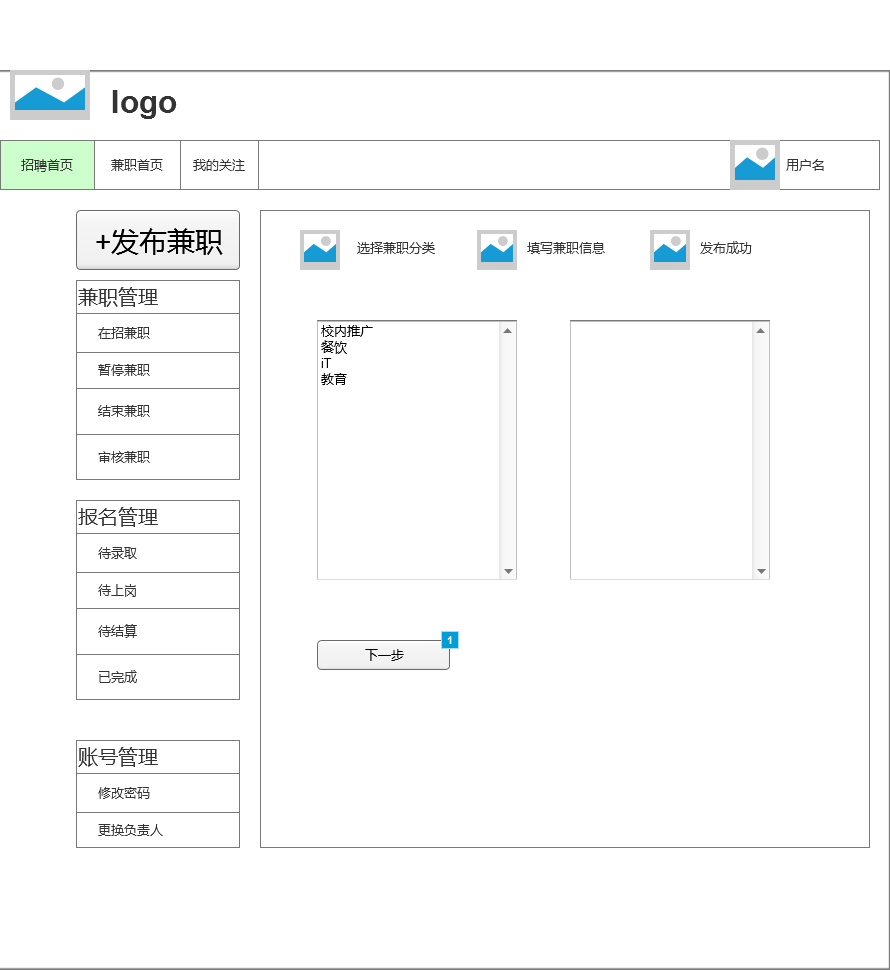 logo
招聘首页
兼职首页
我的关注
用户名
+发布兼职
兼职管理
在招兼职
暂停兼职
结束兼职
审核兼职
报名管理
待录取
待上岗
待结算
已完成
账号管理
修改密码
更换负责人
选择兼职分类
填写兼职信息
发布成功
校内推广
餐饮
iT
教育
下一步
1